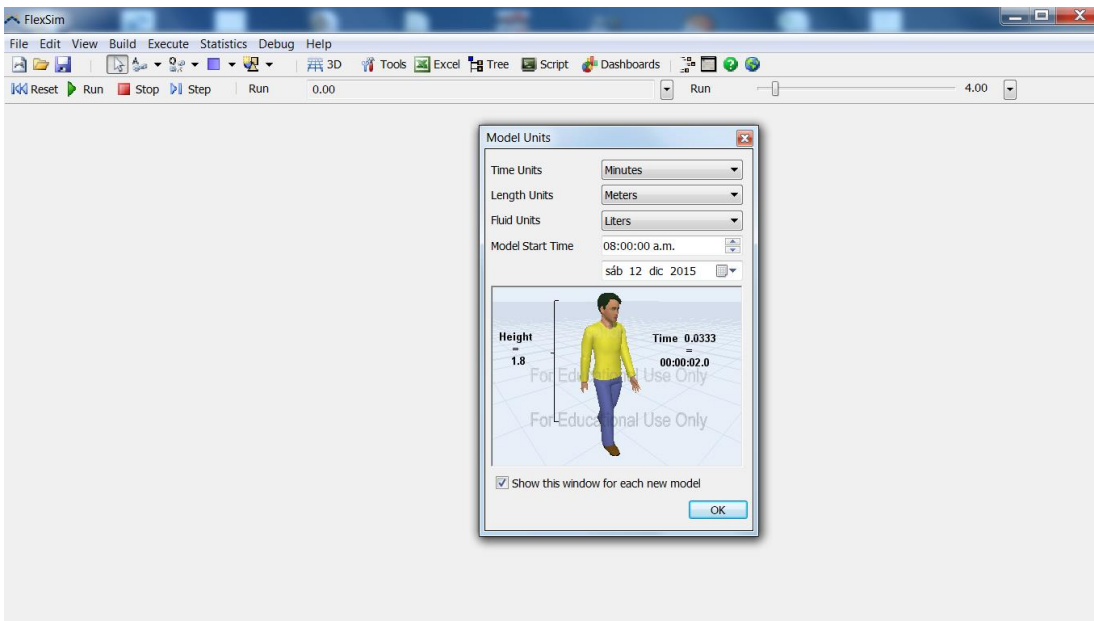 FlexSim
File Edit View Build Execute Statistics Debug Help
3D Tools Excel Tree Script Dashboards
Reset Run Stop Step Run 0.00 Run 4.00
Model Units
Time Units Minutes
Length Units Meters
Fluid Units Liters
Model Start Time 08:00:00 a.m.
sáb 12 dic 2015
Height
=
1.8
Time 0.0333
=
00:00:02.0
For Educational Use Only
For Educational Use Only
Show this window for each new model
OK